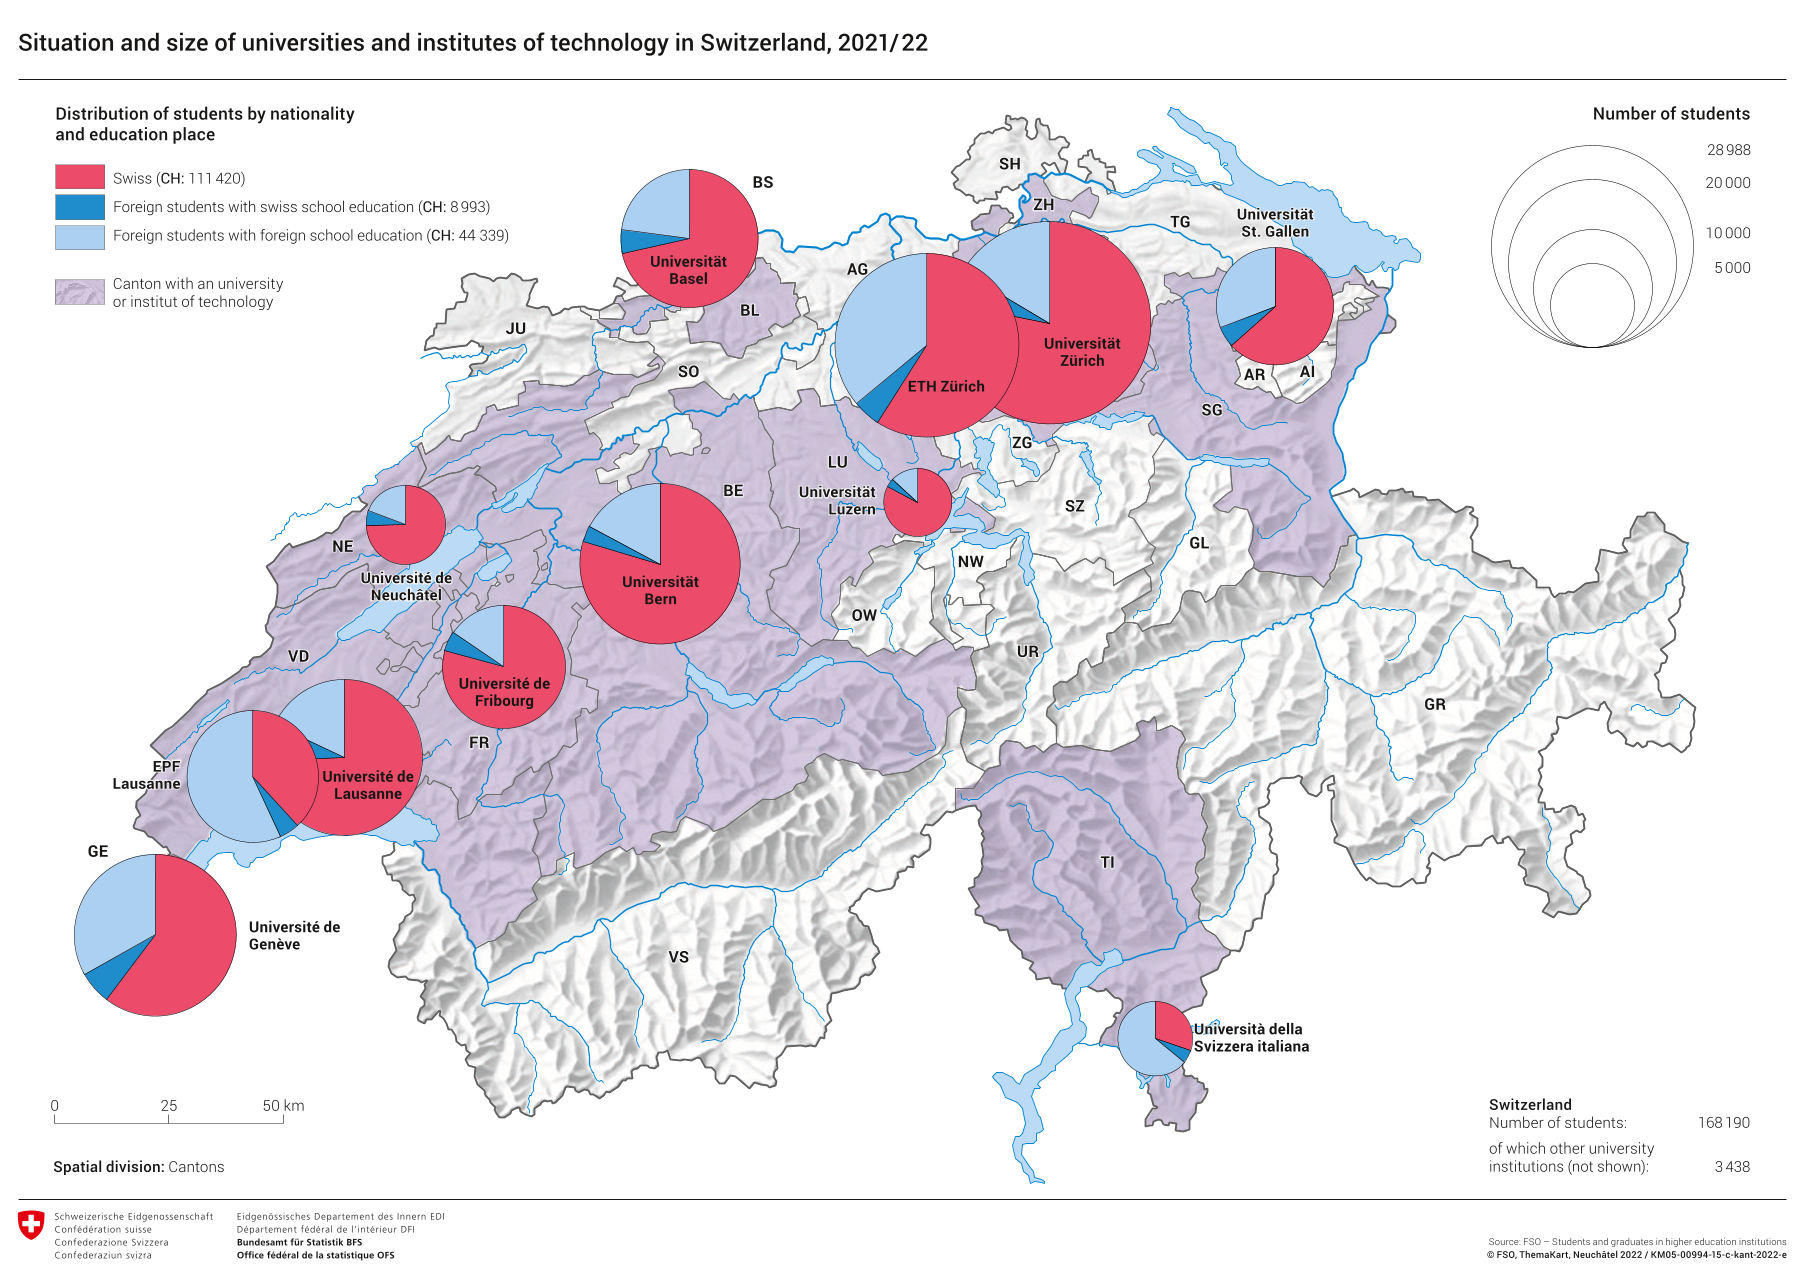 Situation and size of universities and institutes of technology in Switzerland, 2021/22
Distribution of students by nationality
and education place
Swiss (CH: 111 420)
Foreign students with swiss school education (CH: 8 993)
Foreign students with foreign school education (CH: 44 339)
Canton with an university
or institut of technology
Number of students
28 988
20 000
10 000
5 000
SH
BS
ZH
TG
Universität
St. Gallen
Universität
Basel
AG
BL
JU
SO
Universität
Zürich
ETH Zürich
AR
AI
SG
ZG
LU
BE
Universität
Luzern
SZ
NE
GL
Université de
Neuchâtel
Universität
Bern
NW
OW
VD
UR
Université de
Fribourg
GR
FR
EPF
Lausanne
Université de
Lausanne
GE
TI
Université de
Genève
VS
Università della
Svizzera italiana
0 25 50 km
Spatial division: Cantons
Switzerland
Number of students: 168 190
of which other university
institutions (not shown): 3 438
Schweizerische Eidgenossenschaft
Confédération suisse
Confederazione Svizzera
Confederaziun svizra
Eidgenössisches Departement des Innern EDI
Département fédéral de l'intérieur DFI
Bundesamt für Statistik BFS
Office fédéral de la statistique OFS
Source: FSO – Students and graduates in higher education institutions
© FSO, ThemaKart, Neuchâtel 2022 / KM05-00994-15-c-kant-2022-e